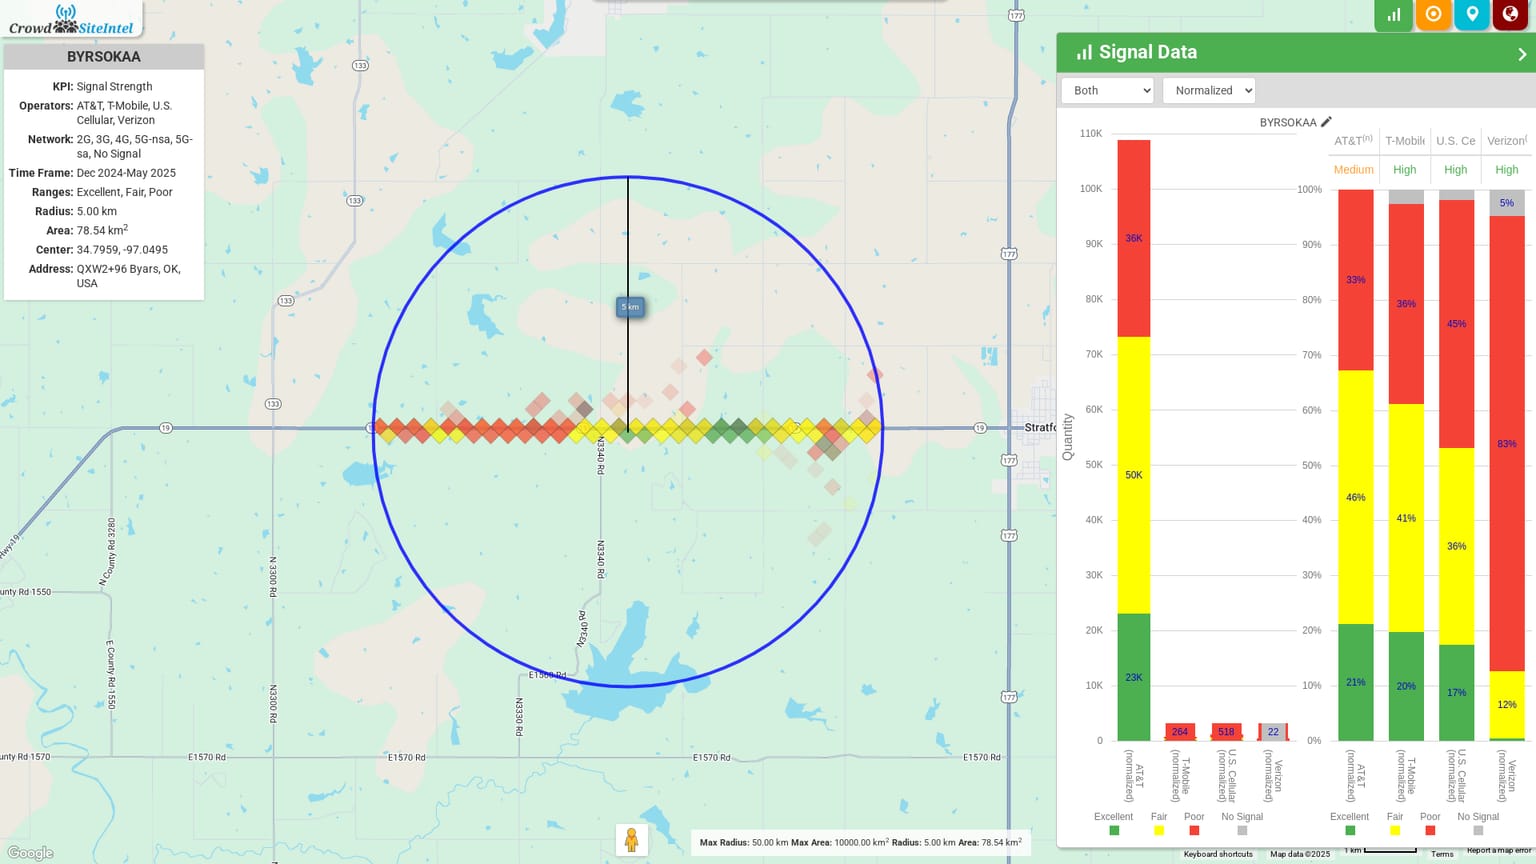 Crowd SiteIntel
BYRSOKAA
KPI: Signal Strength
Operators: AT&T, T-Mobile, U.S.
Cellular, Verizon
Network: 2G, 3G, 4G, 5G-nsa, 5G-
sa, No Signal
Time Frame: Dec 2024-May 2025
Ranges: Excellent, Fair, Poor
Radius: 5.00 km
Area: 78.54 km²
Center: 34.7959, -97.0495
Address: QXW2+96 Byars, OK,
USA
177
133
133
177
133
5 km
133
19
19
Stratfo
177
177
177
Hwy 19
N County Rd 3280
N 3000 Rd
N3340 Rd
N3340 Rd
N3340 Rd
unty Rd 1550
E County Rd 1550
N3300 Rd
E1560 Rd
N3330 Rd
unty Rd 1570
E1570 Rd
E1570 Rd
E1570 Rd
E1570 Rd
Google
Max Radius: 50.00 km Max Area: 10000.00 km² Radius: 5.00 km Area: 78.54 km²
Signal Data
Both
Normalized
BYRSOKAA
Quantity
110K
100K
90K
80K
70K
60K
50K
40K
30K
20K
10K
0
36K
50K
23K
264
518
22
AT&T (normalized)
T-Mobile (normalized)
U.S. Cellular (normalized)
Verizon (normalized)
Excellent Fair Poor No Signal
AT&T(n) T-Mobile U.S. Ce Verizon(
Medium High High High
100%
90%
80%
70%
60%
50%
40%
30%
20%
10%
0%
33%
46%
21%
36%
41%
20%
45%
36%
17%
5%
83%
12%
AT&T (normalized)
T-Mobile (normalized)
U.S. Cellular (normalized)
Verizon (normalized)
Excellent Fair Poor No Signal
Keyboard shortcuts Map data ©2025 1 km Terms Report a map error